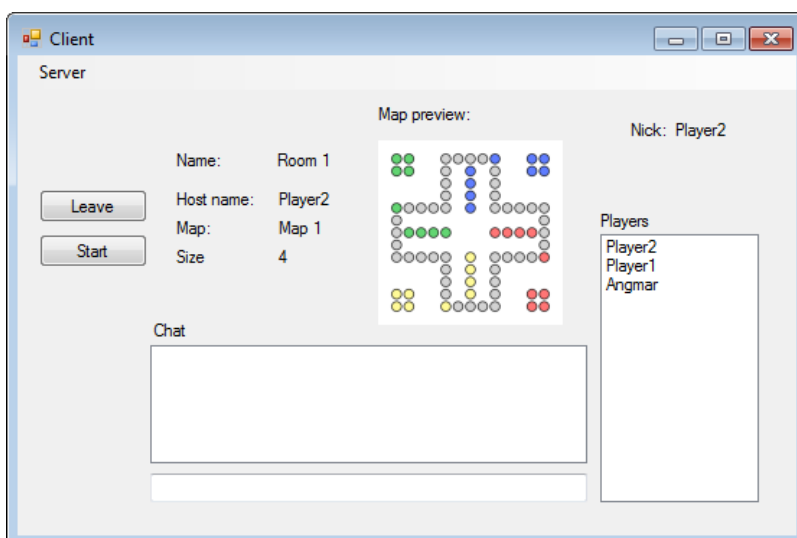 Client
Server
Map preview:
Nick: Player2
Name: Room 1
Host name: Player2
Map: Map 1
Size 4
Leave
Start
Players
Player2
Player1
Angmar
Chat